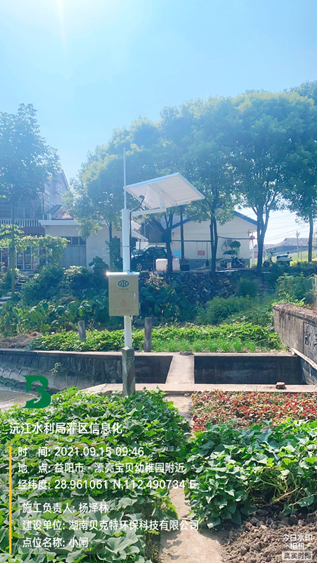 沅江水利局灌区信息化
时 间：2021.09.15 09:46
地 点：益阳市·漂亮宝贝幼稚园附近
经纬度：28.961061 N,112.490734 E
施工负责人：杨泽林
建设单位：湖南贝克特环保科技有限公司
点位名称：小闸
今日水印
相机
真实时间